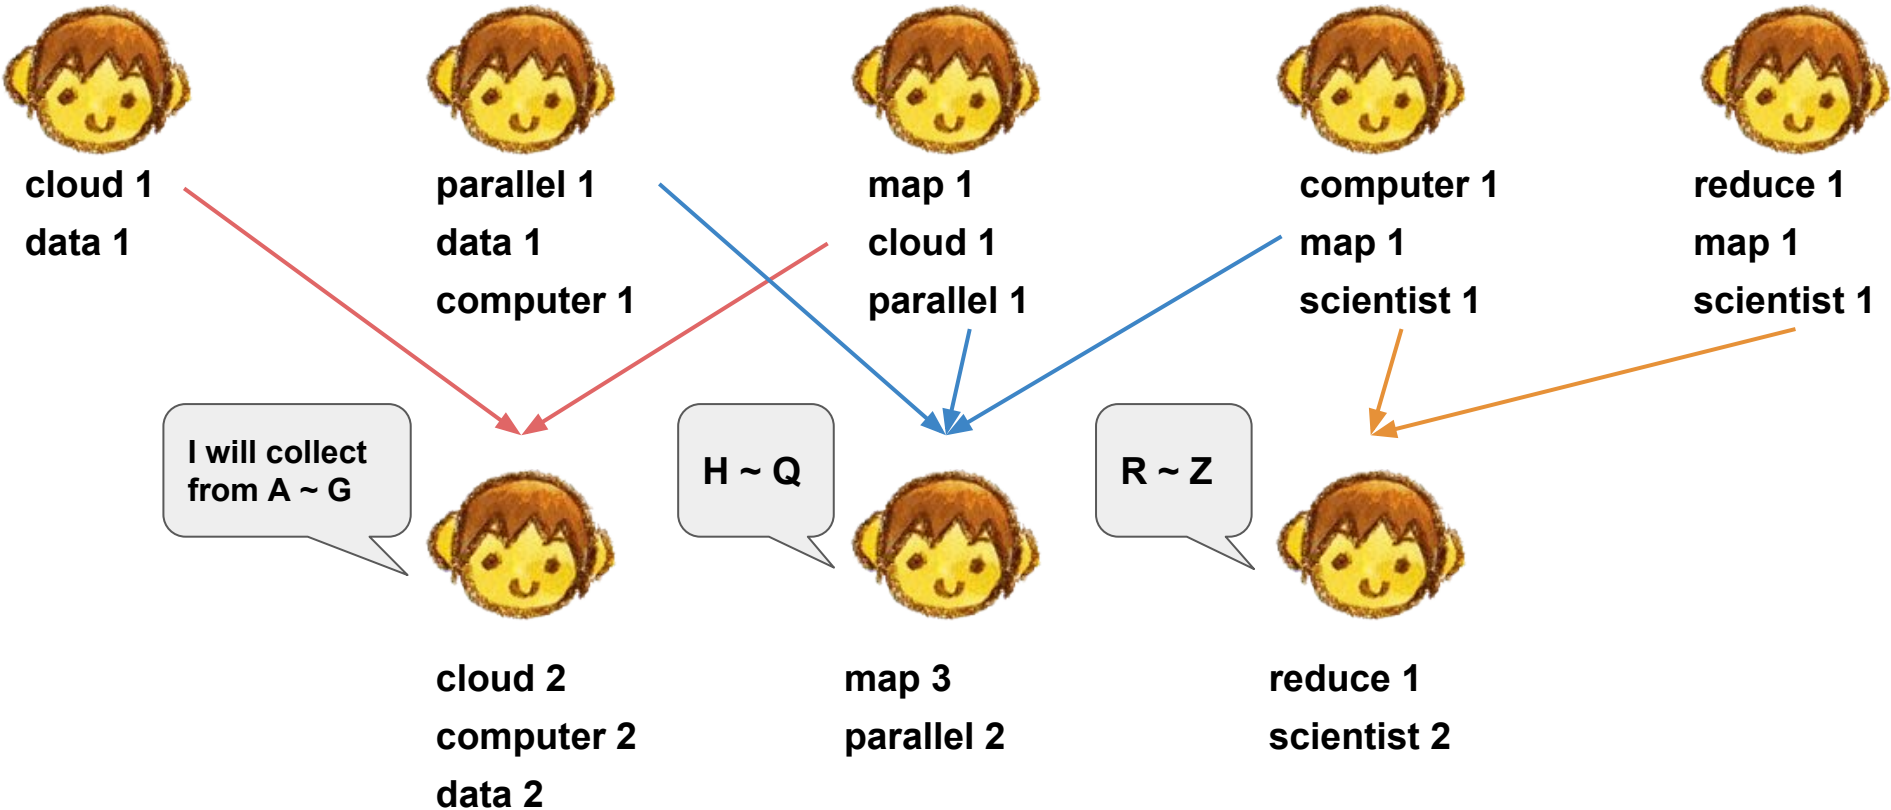 cloud 1
data 1
parallel 1
data 1
computer 1
map 1
cloud 1
parallel 1
computer 1
map 1
scientist 1
reduce 1
map 1
scientist 1
I will collect
from A ~ G
H ~ Q
R ~ Z
cloud 2
computer 2
data 2
map 3
parallel 2
reduce 1
scientist 2